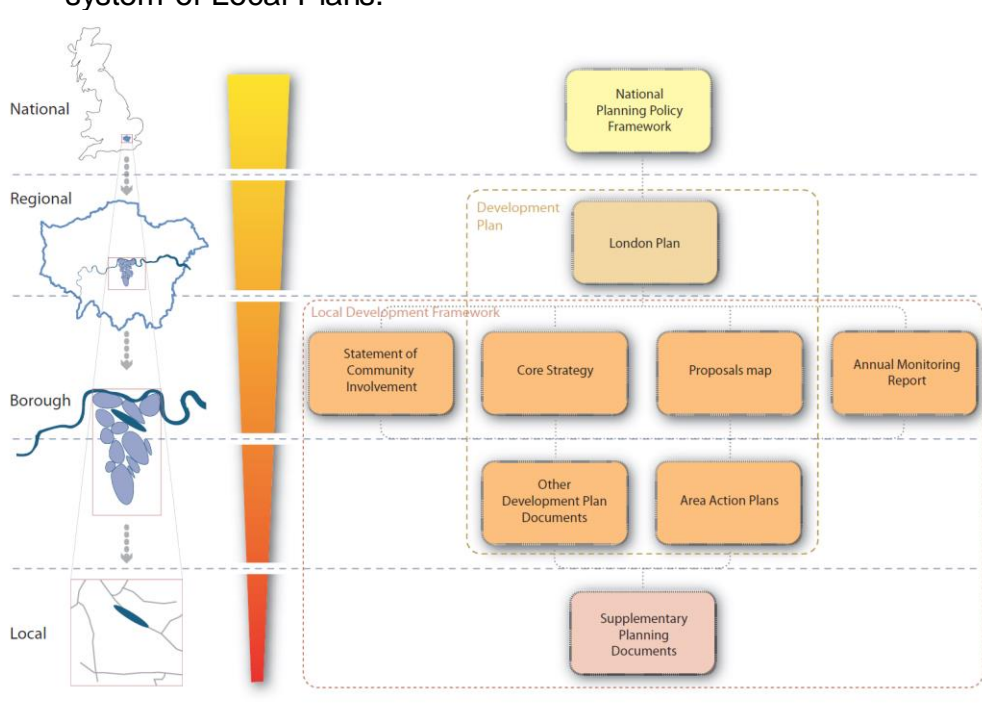 system of Local Plans.
National
National
Planning Policy
Framework
Regional
Development
Plan
London Plan
Local Development Framework
Statement of
Community
Involvement
Core Strategy
Proposals map
Annual Monitoring
Report
Borough
Other
Development Plan
Documents
Area Action Plans
Local
Supplementary
Planning
Documents